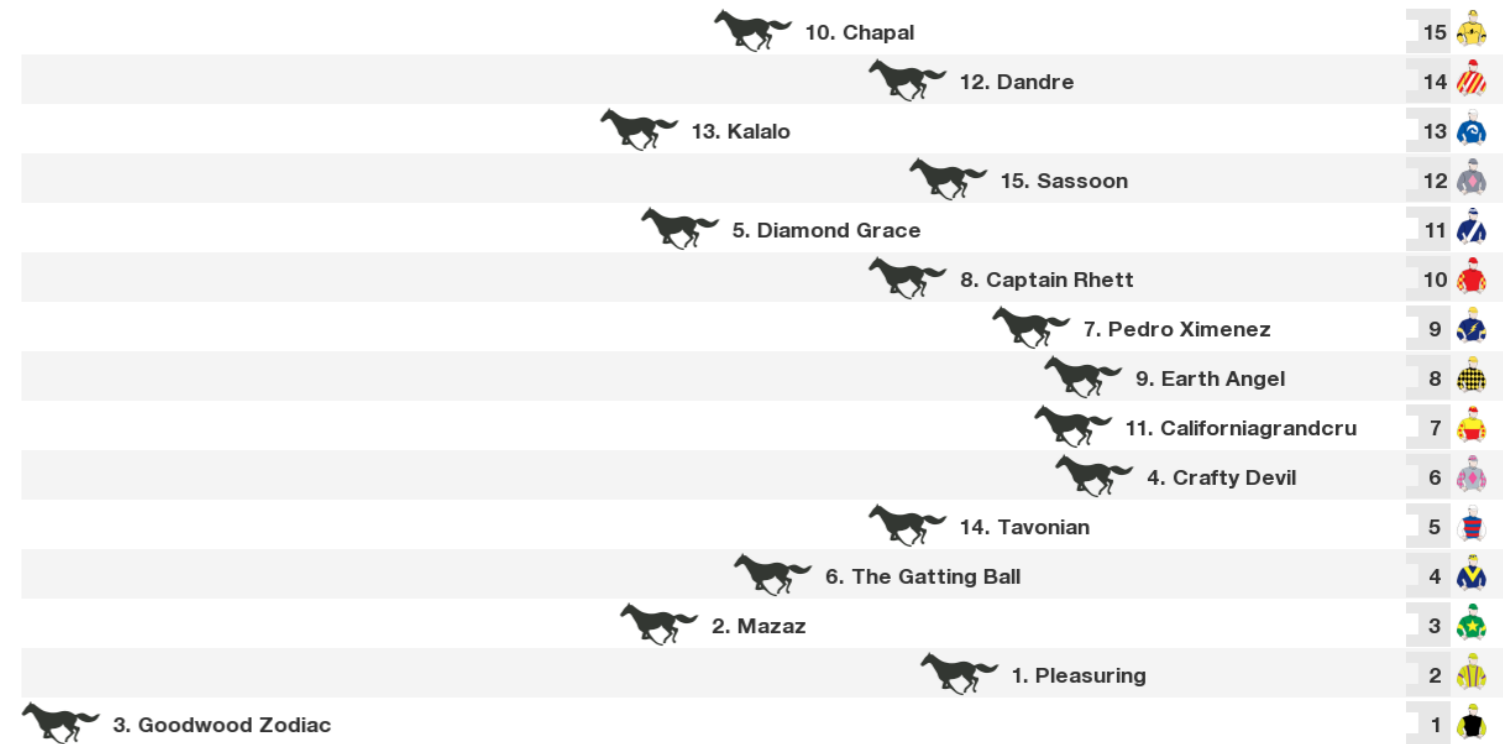 10. Chapal 15
12. Dandre 14
13. Kalalo 13
15. Sassoon 12
5. Diamond Grace 11
8. Captain Rhett 10
7. Pedro Ximenez 9
9. Earth Angel 8
11. Californiagrandcru 7
4. Crafty Devil 6
14. Tavonian 5
6. The Gatting Ball 4
2. Mazaz 3
1. Pleasuring 2
3. Goodwood Zodiac 1